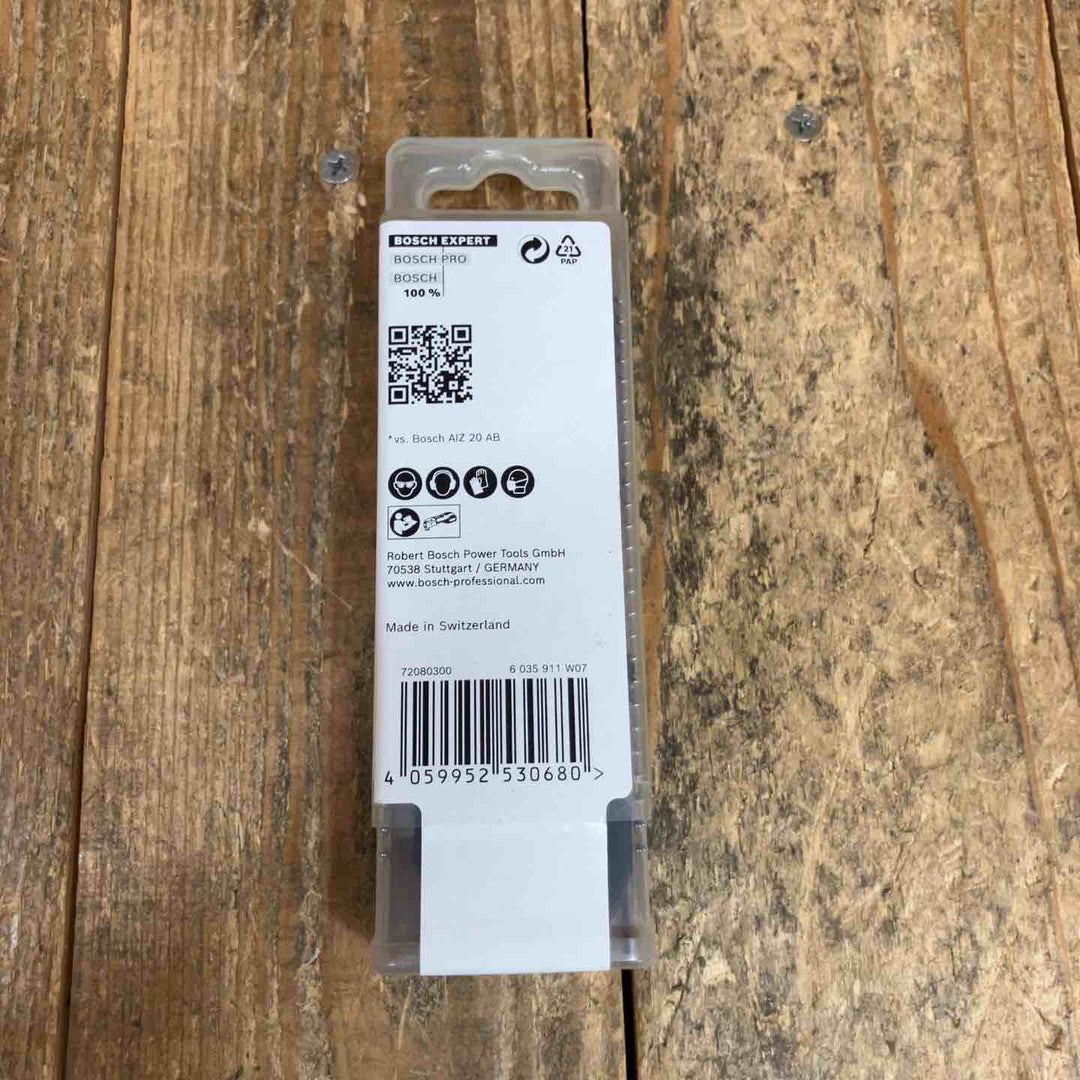 BOSCH EXPERT
BOSCH PRO
BOSCH
100 %
21
PAP
*vs. Bosch AIZ 20 AB
Robert Bosch Power Tools GmbH
70538 Stuttgart / GERMANY
www.bosch-professional.com
Made in Switzerland
72080300 6 035 911 W07
4 059952 530680 >